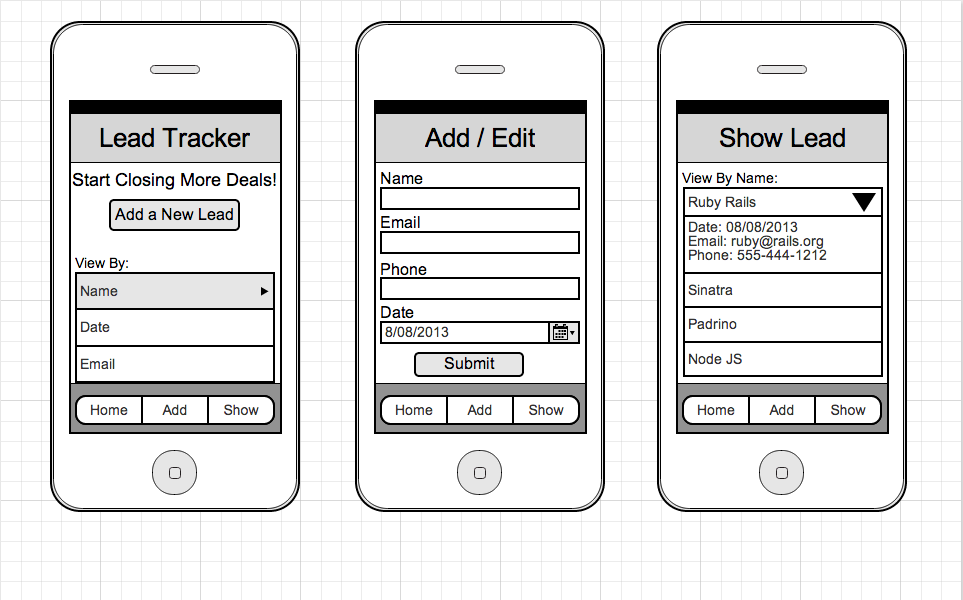 Lead Tracker
Start Closing More Deals!
Add a New Lead
View By:
Name
Date
Email
Home Add Show
Add / Edit
Name
Email
Phone
Date
8/08/2013
Submit
Home Add Show
Show Lead
View By Name:
Ruby Rails
Date: 08/08/2013
Email: ruby@rails.org
Phone: 555-444-1212
Sinatra
Padrino
Node JS
Home Add Show